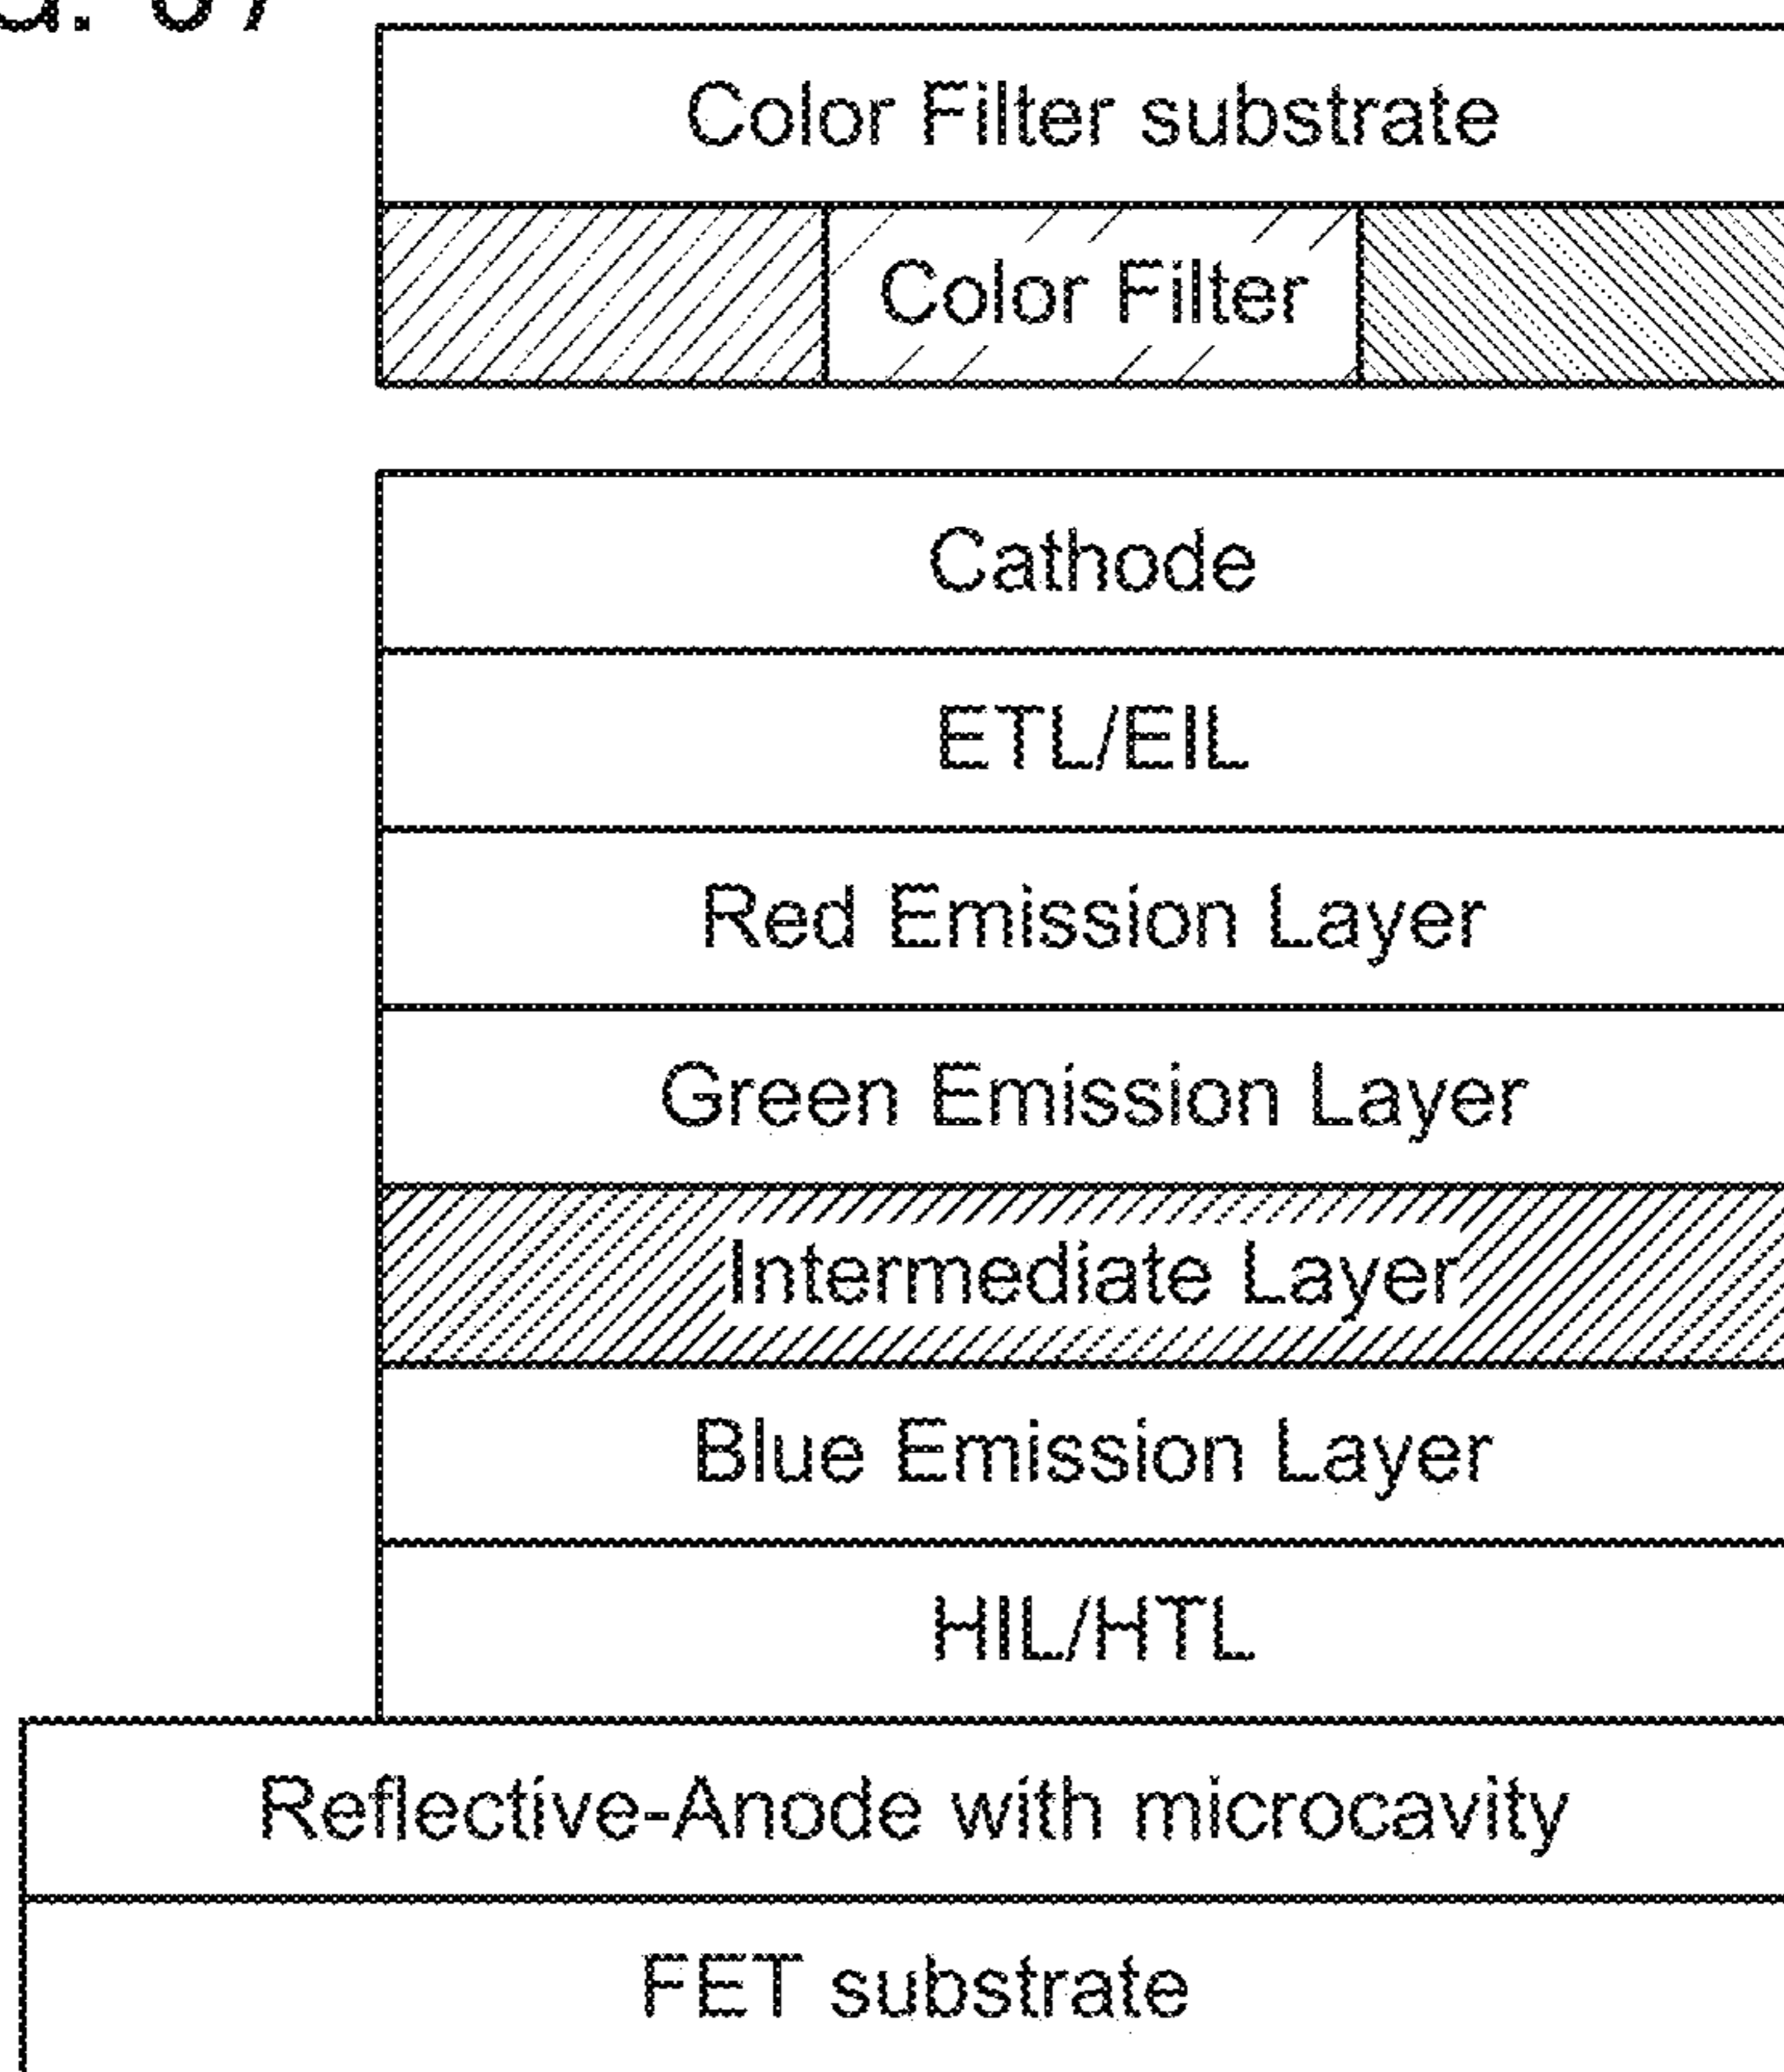 Color Filter substrate
Color Filter
Cathode
ETL/EIL
Red Emission Layer
Green Emission Layer
Intermediate Layer
Blue Emission Layer
HIL/HTL
Reflective-Anode with microcavity
FET substrate